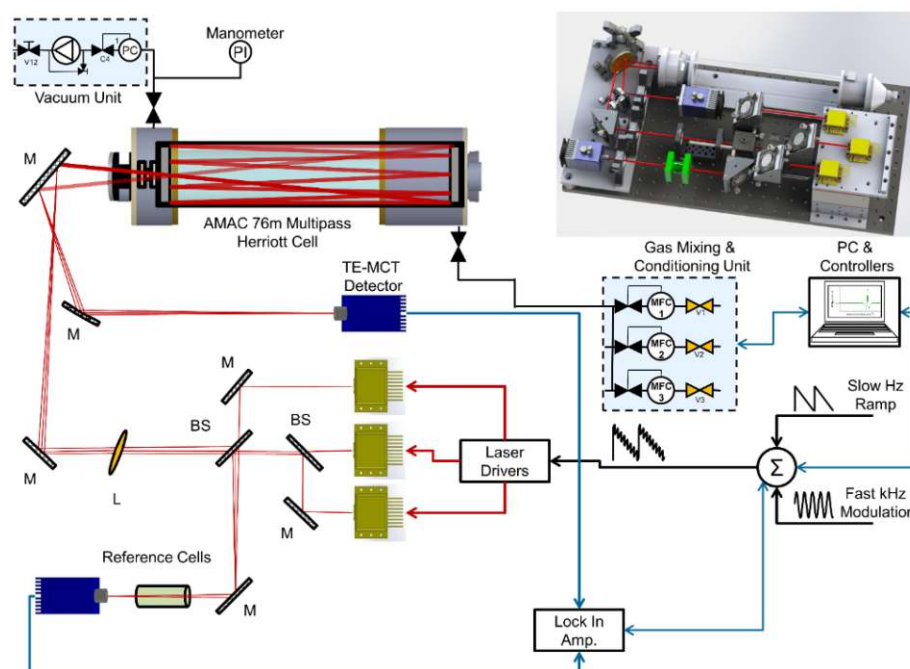 Manometer
PI
1
PC
V12
C4
Vacuum Unit
M
AMAC 76m Multipass
Herriott Cell
Gas Mixing &
Conditioning Unit
PC &
Controllers
TE-MCT
Detector
MFC
1
V1
MFC
2
V2
MFC
3
V3
M
M
Slow Hz
Ramp
BS
BS
Laser
Drivers
Σ
M
L
M
Fast kHz
Modulation
Reference Cells
M
Lock In
Amp.